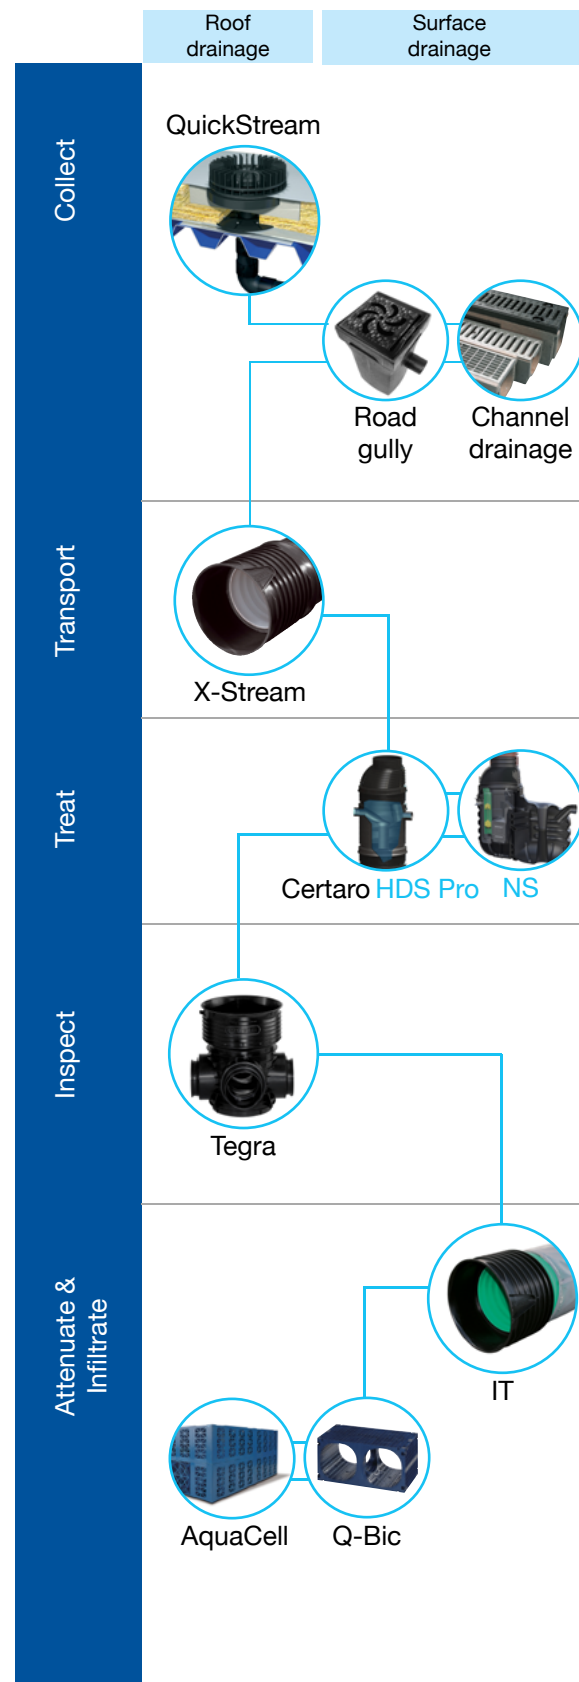 Roof
drainage
Surface
drainage
Collect
QuickStream
Road
gully
Channel
drainage
Transport
X-Stream
Treat
Certaro HDS Pro
NS
Inspect
Tegra
Attenuate &
Infiltrate
IT
AquaCell
Q-Bic